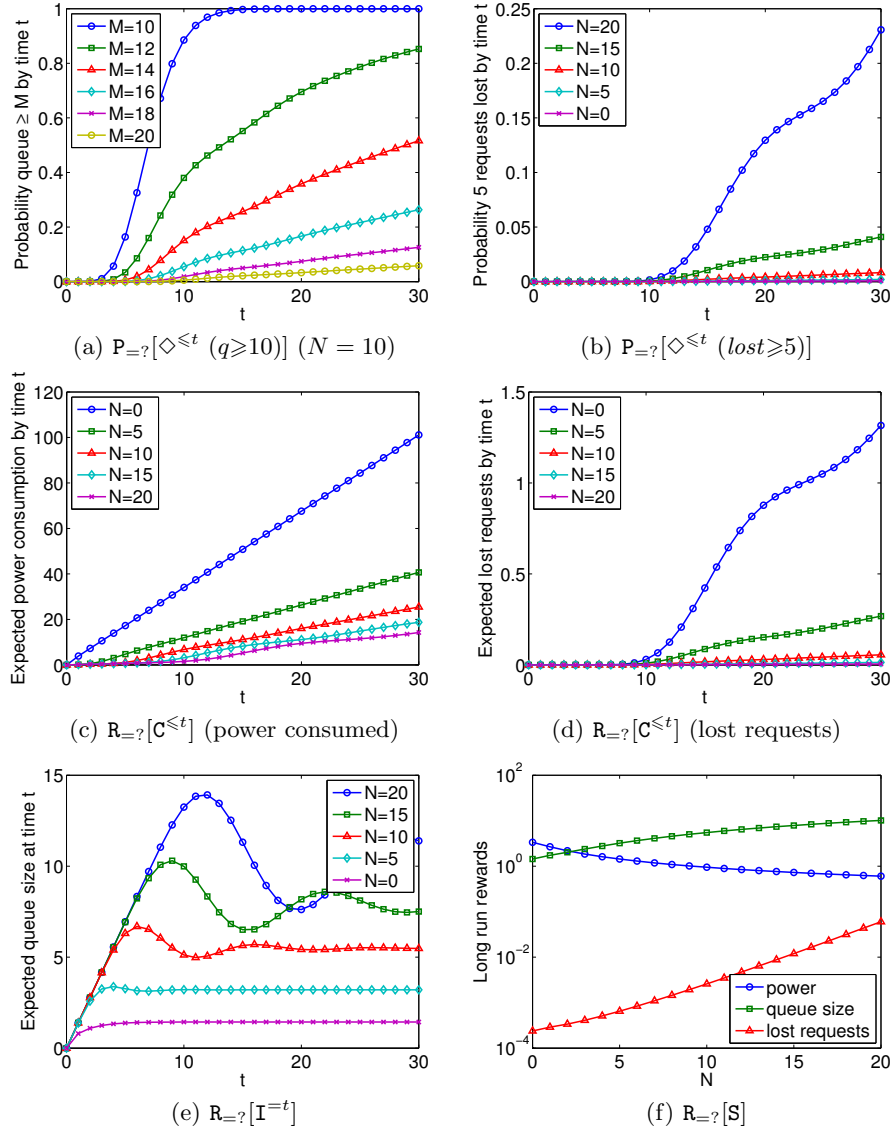 Probability queue ≥ M by time t
1
0.8
0.6
0.4
0.2
0
0
10
20
30
t
M=10
M=12
M=14
M=16
M=18
M=20
(a) P=?[◇⩽t (q⩾10)] (N = 10)
Probability 5 requests lost by time t
0.25
0.2
0.15
0.1
0.05
0
0
10
20
30
t
N=20
N=15
N=10
N=5
N=0
(b) P=?[◇⩽t (lost⩾5)]
Expected power consumption by time t
120
100
80
60
40
20
0
0
10
20
30
t
N=0
N=5
N=10
N=15
N=20
(c) R=?[C⩽t] (power consumed)
Expected lost requests by time t
1.5
1
0.5
0
0
10
20
30
t
N=0
N=5
N=10
N=15
N=20
(d) R=?[C⩽t] (lost requests)
Expected queue size at time t
15
10
5
0
0
10
20
30
t
N=20
N=15
N=10
N=5
N=0
(e) R=?[I=t]
Long run rewards
10^2
10^0
10^−2
10^−4
0
5
10
15
20
N
power
queue size
lost requests
(f) R=?[S]